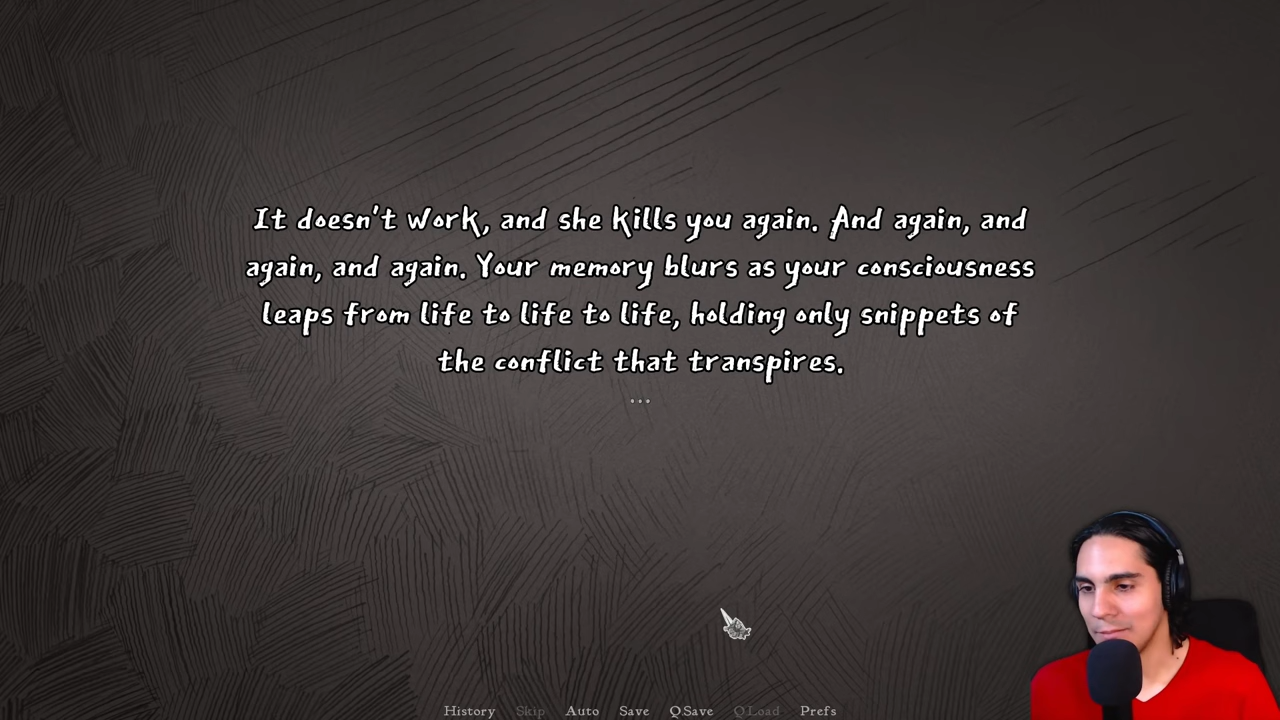 It doesn't work, and she kills you again. And again, and
again, and again. Your memory blurs as your consciousness
leaps from life to life to life, holding only snippets of
the conflict that transpires.
...
History Skip Auto Save Q.Save Q.Load Prefs